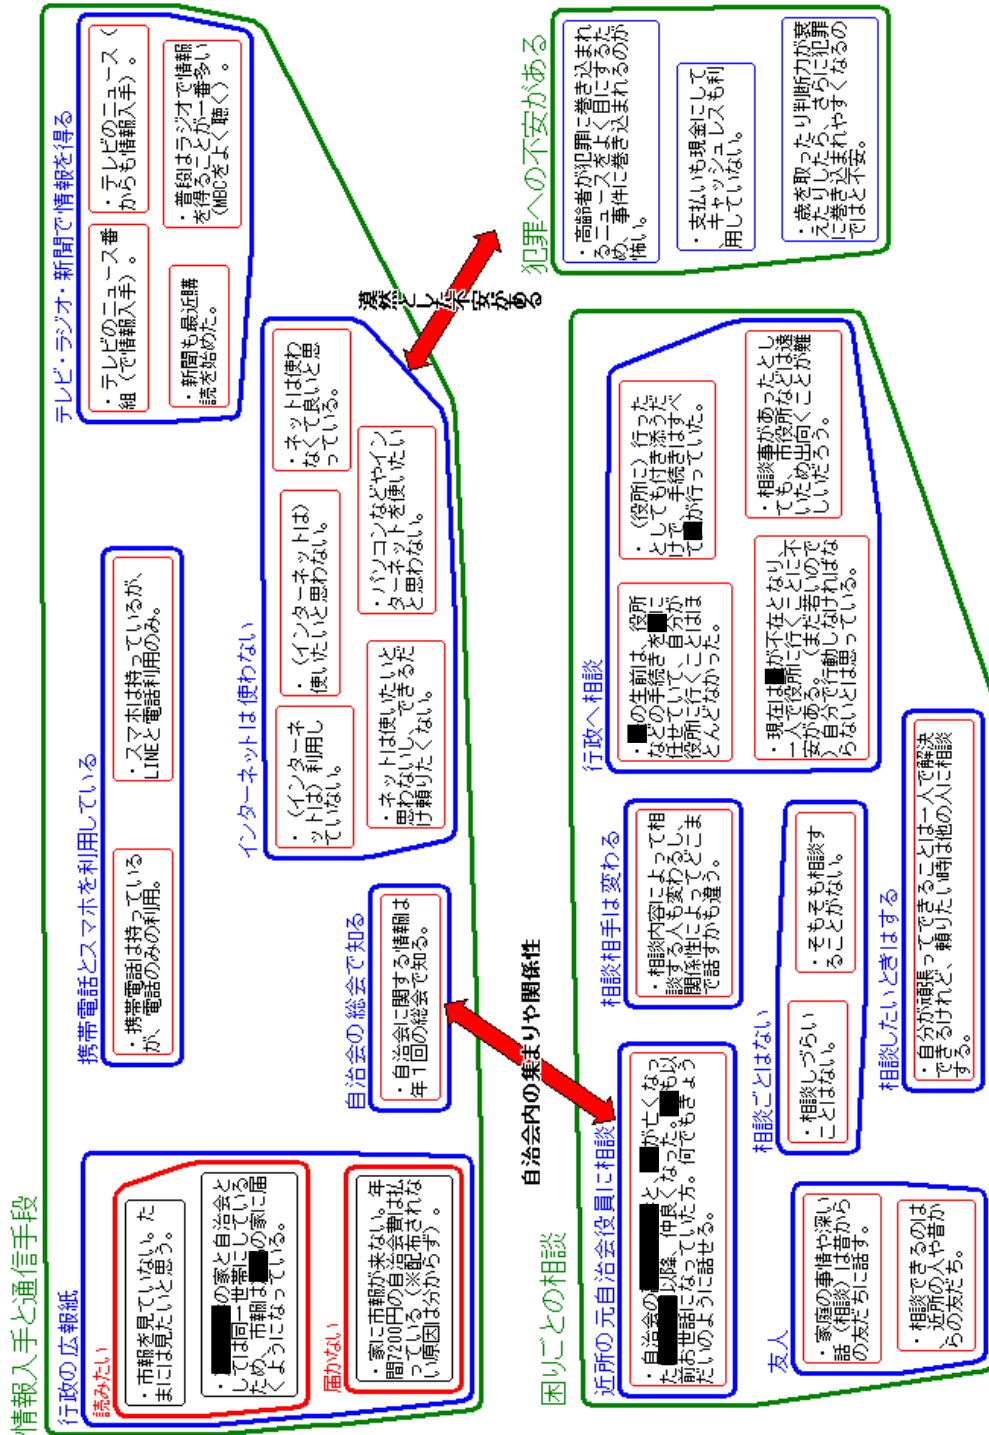 情報入手と通信手段
行政の広報紙
読みたい
・市報を見ていない。た
まには見たいと思う。
・
の家と自治会と
しては同一世帯にしている
ため、市報は
の家に届
くようになっている。
届かない
・家に市報が来ない。年
間7200円の自治会費は払
っている（※配布されな
い原因は分からず）。
携帯電話とスマホを利用している
・携帯電話は持っている
が、電話のみの利用。
・スマホは持っているが、
LINEと電話利用のみ。
自治会の総会で知る
・自治会に関する情報は
年１回の総会で知る。
インターネットは使わない
・（インターネ
ットは）利用し
ていない。
・（インターネットは）
使いたいと思わない。
・ネットは使わ
なくて良いと思
っている。
・ネットは使いたいと
思わないし、できるだ
け頼りたくない。
・パソコンなどやイン
ターネットを使いたい
と思わない。
テレビ・ラジオ・新聞で情報を得る
・テレビのニュース番
組（で情報入手）。
・テレビのニュース（
からも情報入手）。
・新聞も最近購
読を始めた。
・普段はラジオで情報
を得ることが一番多い
（MBCをよく聴く）。
自治会内の集まりや関係性
漠然とした不安がある
困りごとの相談
近所の元自治会役員に相談
・自治会の
と、
が亡くなっ
た
以降、仲良くなった。
も以
前お世話になっていた方。何でもきょう
だいのように話せる。
相談相手は変わる
・相談内容によって相
談する人も変わるし、
関係性によってどこま
で話すかも違う。
行政へ相談
・
の生前は、役所
などの手続きを
に
任せていて、自分が
役所に行くことはほ
とんどなかった。
・（役所に）行った
としても付き添うだ
けで、手続きはすべ
て
が行っていた。
・現在は
が不在となり、
一人で役所に行くことに不
安がある。（まだ若いので
）自分で行動しなければな
らないとは思っている。
・相談事があったとし
ても、市役所などは遠
いため出向くことが難
しいだろう。
友人
・家庭の事情や深い
話（相談）は昔から
の友だちに話す。
・相談できるのは
近所の人や昔か
らの友だち。
相談ごとはない
・相談しづらい
ことはない。
・そもそも相談す
ることがない。
相談したいときはする
・自分が頑張ってできることは一人で解決
できるけれど、頼りたい時は他の人に相談
する。
犯罪への不安がある
・高齢者が犯罪に巻き込まれ
るニュースをよく目にするた
め、事件に巻き込まれるのが
怖い。
・支払いも現金にして
、キャッシュレスも利
用していない。
・歳を取ったり判断力が衰
えたりしたら、さらに犯罪
に巻き込まれやすくなるの
ではと不安。